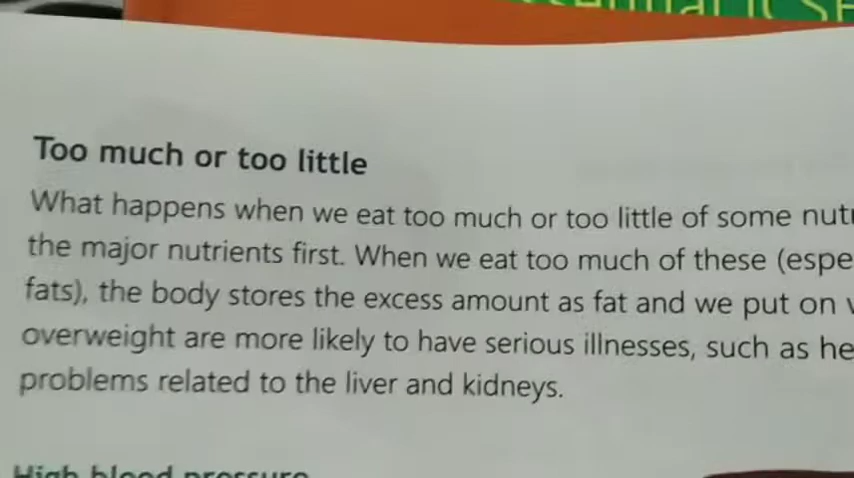 Too much or too little
What happens when we eat too much or too little of some
the major nutrients first. When we eat too much of these
fats), the body stores the excess amount as fat and we put on
overweight are more likely to have serious illnesses, such as
problems related to the liver and kidneys.
High blood pressure